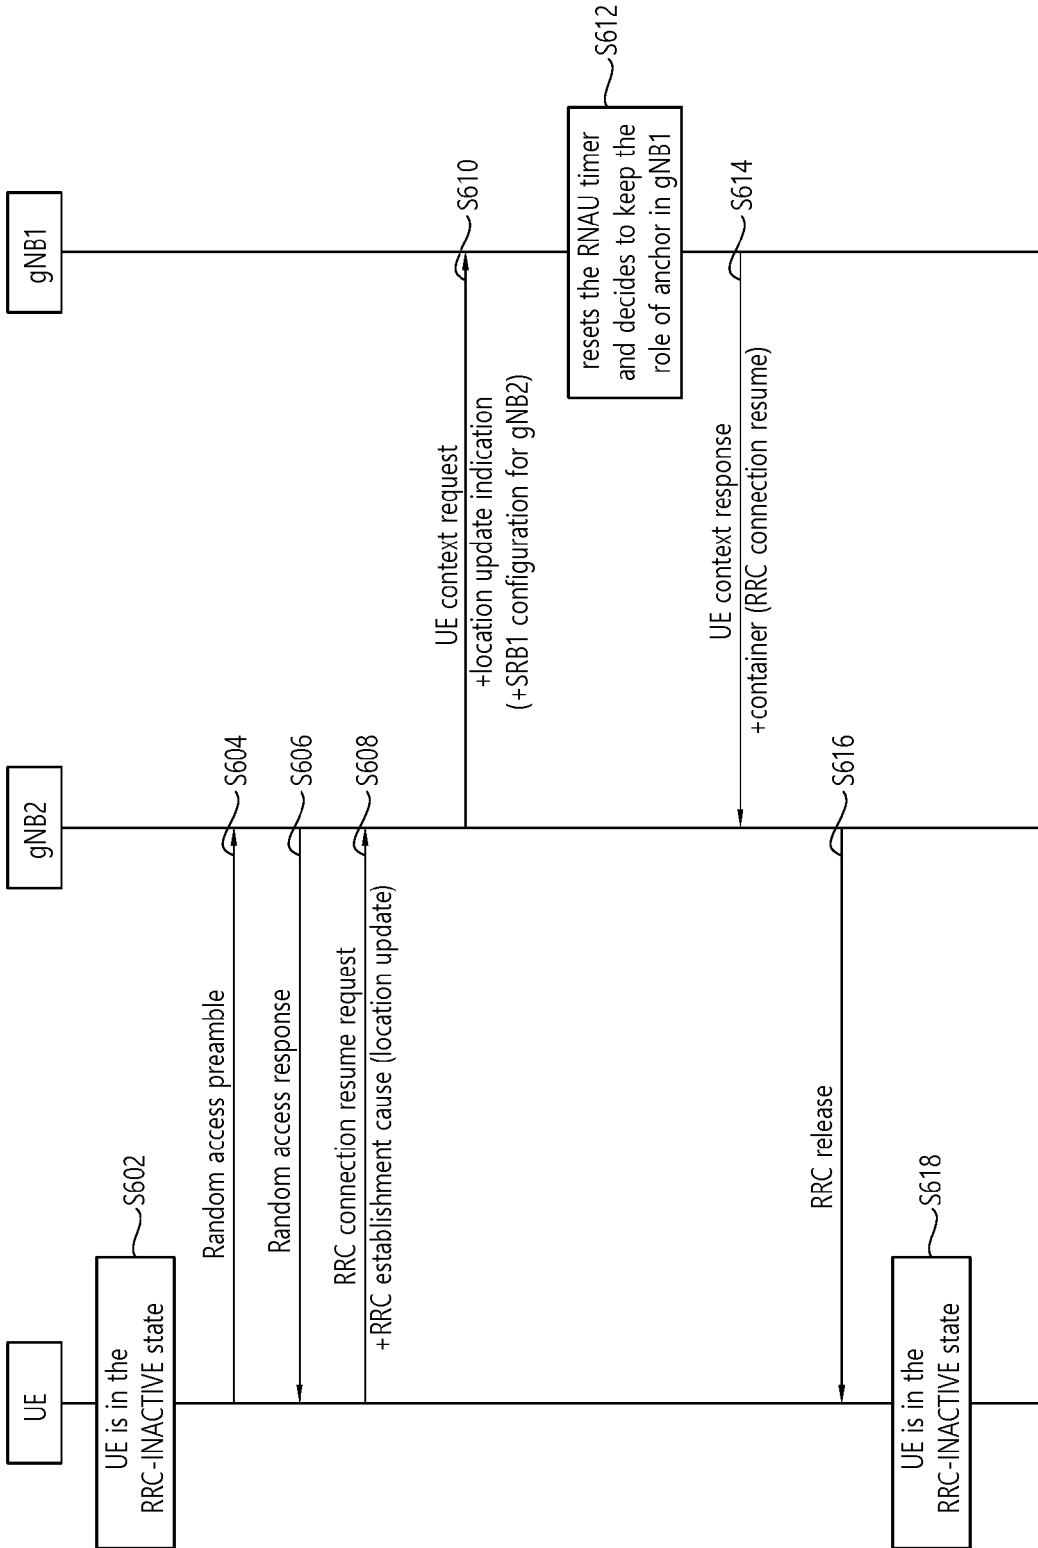 UE
gNB2
gNB1
UE is in the
RRC-INACTIVE state
S602
Random access preamble
S604
Random access response
S606
RRC connection resume request
+RRC establishment cause (location update)
S608
UE context request
+location update indication
(+SRB1 configuration for gNB2)
S610
resets the RNAU timer
and decides to keep the
role of anchor in gNB1
S612
UE context response
+container (RRC connection resume)
S614
RRC release
S616
UE is in the
RRC-INACTIVE state
S618